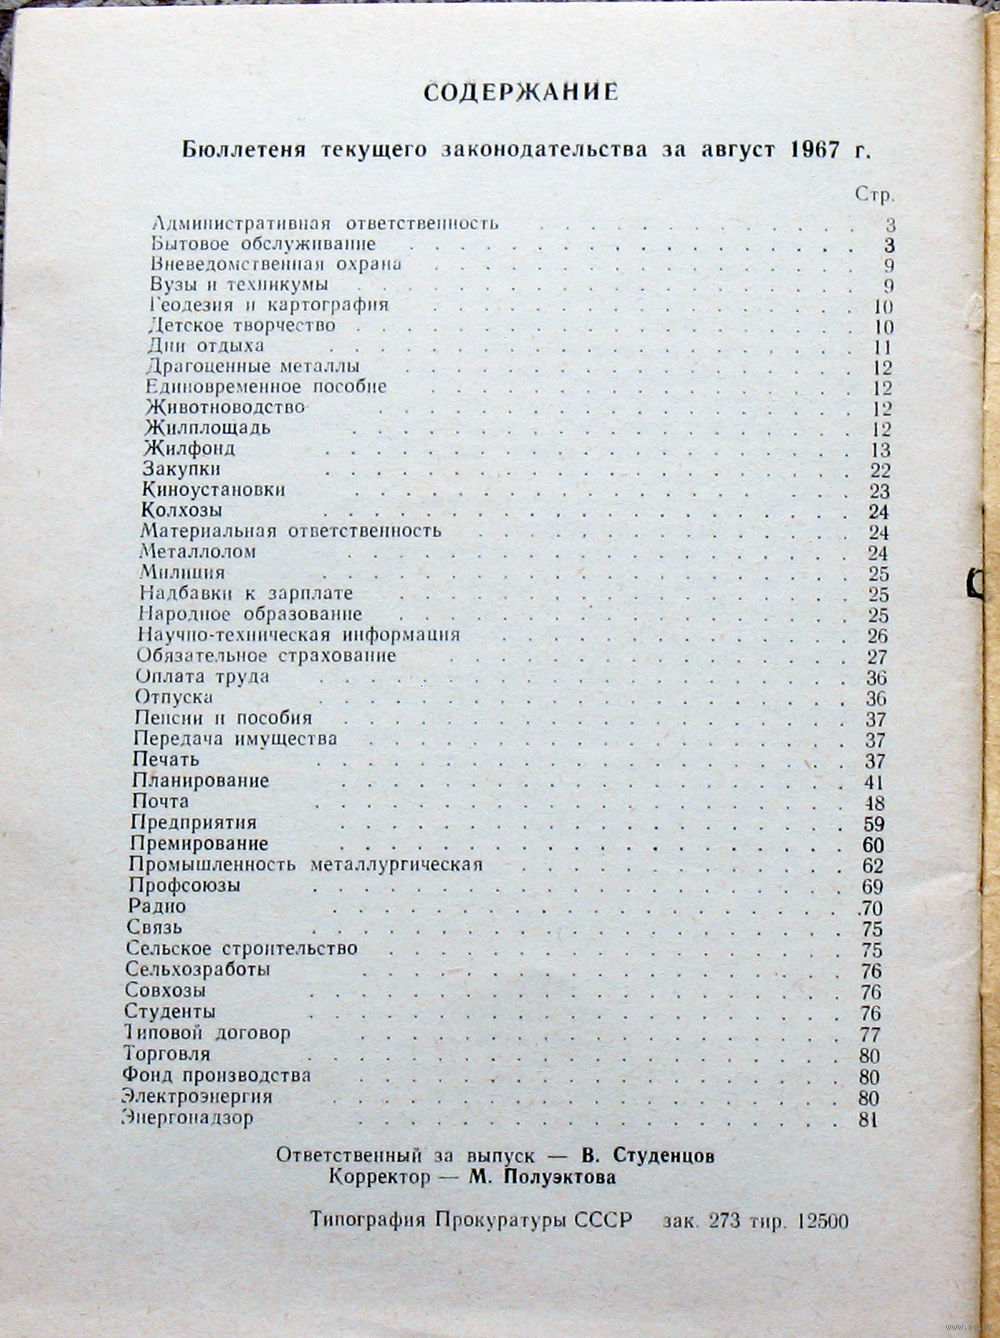 СОДЕРЖАНИЕ
Бюллетеня текущего законодательства за август 1967 г.
Стр.
Административная ответственность . . . . . . . . . . . . 3
Бытовое обслуживание . . . . . . . . . . . . . . . . . 3
Вневедомственная охрана . . . . . . . . . . . . . . . . 9
Вузы и техникумы . . . . . . . . . . . . . . . . . . . 9
Геодезия и картография . . . . . . . . . . . . . . . . 10
Детское творчество . . . . . . . . . . . . . . . . . . . 10
Дни отдыха . . . . . . . . . . . . . . . . . . . . 11
Драгоценные металлы . . . . . . . . . . . . . . . . . 12
Единовременное пособие . . . . . . . . . . . . . . . . 12
Животноводство . . . . . . . . . . . . . . . . . . 12
Жилплощадь . . . . . . . . . . . . . . . . . . . 12
Жилфонд . . . . . . . . . . . . . . . . . . . . 13
Закупки . . . . . . . . . . . . . . . . . . . . 22
Киноустановки . . . . . . . . . . . . . . . . . . 23
Колхозы . . . . . . . . . . . . . . . . . . . . 24
Материальная ответственность . . . . . . . . . . . . . . 24
Металлолом . . . . . . . . . . . . . . . . . . . 24
Милиция . . . . . . . . . . . . . . . . . . . . 25
Надбавки к зарплате . . . . . . . . . . . . . . . . . 25
Народное образование . . . . . . . . . . . . . . . . . 25
Научно-техническая информация . . . . . . . . . . . . . 26
Обязательное страхование . . . . . . . . . . . . . . . 27
Оплата труда . . . . . . . . . . . . . . . . . . . . 36
Отпуска . . . . . . . . . . . . . . . . . . . . 36
Пенсии и пособия . . . . . . . . . . . . . . . . . . . 37
Передача имущества . . . . . . . . . . . . . . . . . . 37
Печать . . . . . . . . . . . . . . . . . . . . 37
Планирование . . . . . . . . . . . . . . . . . . . 41
Почта . . . . . . . . . . . . . . . . . . . . 48
Предприятия . . . . . . . . . . . . . . . . . . . 59
Премирование . . . . . . . . . . . . . . . . . . . 60
Промышленность металлургическая . . . . . . . . . . . . 62
Профсоюзы . . . . . . . . . . . . . . . . . . . . 69
Радио . . . . . . . . . . . . . . . . . . . .70
Связь . . . . . . . . . . . . . . . . . . . . 75
Сельское строительство . . . . . . . . . . . . . . . . . 75
Сельхозработы . . . . . . . . . . . . . . . . . . 76
Совхозы . . . . . . . . . . . . . . . . . . . . 76
Студенты . . . . . . . . . . . . . . . . . . . . 76
Типовой договор . . . . . . . . . . . . . . . . . . 77
Торговля . . . . . . . . . . . . . . . . . . . . 80
Фонд производства . . . . . . . . . . . . . . . . . . 80
Электроэнергия . . . . . . . . . . . . . . . . . . . 80
Энергонадзор . . . . . . . . . . . . . . . . . . 81
Ответственный за выпуск — В. Студенцов
Корректор — М. Полуэктова
Типография Прокуратуры СССР зак. 273 тир. 12500